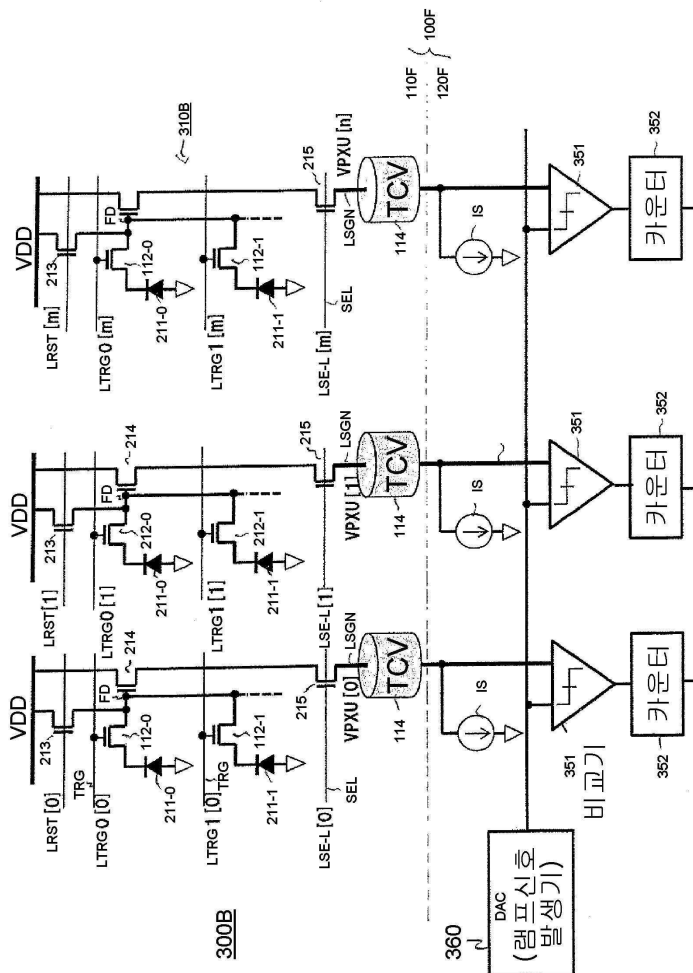 300B
VDD
LRST [0]
213
TRG
LTRG0 [0]
FD
214
112-0
211-0
LTRG1 [0]
TRG
112-1
211-1
LSE-L [0]
SEL
215
VPXU [0]
LSGN
TCV
114
IS
351
비교기
카운터
352
VDD
LRST [1]
213
LTRG0 [1]
FD
214
212-0
211-0
LTRG1 [1]
212-1
211-1
LSE-L [1]
215
VPXU [1]
LSGN
TCV
114
IS
351
카운터
352
VDD
LRST [m]
213
LTRG0 [m]
FD
112-0
211-0
LTRG1 [m]
112-1
211-1
LSE-L [m]
SEL
215
310B
VPXU [n]
LSGN
TCV
114
IS
351
카운터
352
110F
120F
100F
360
DAC
(램프신호
발생기)